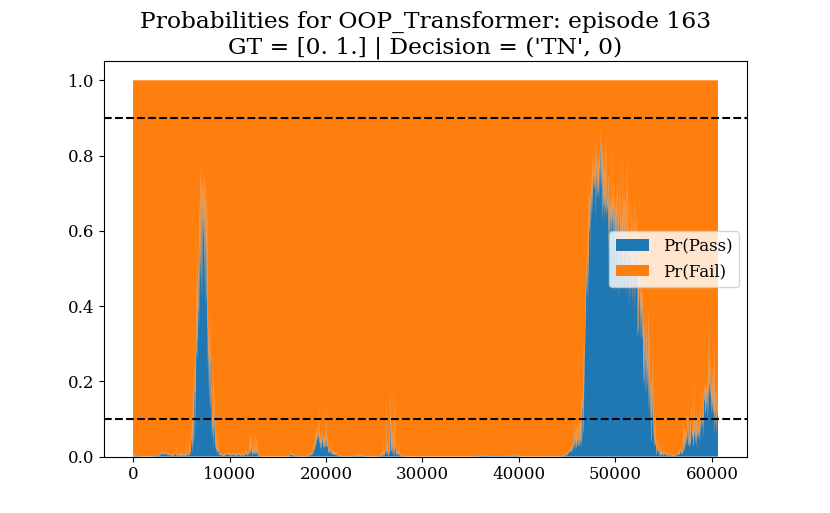 Probabilities for OOP_Transformer: episode 163
GT = [0. 1.] | Decision = ('TN', 0)
1.0
0.8
0.6
0.4
0.2
0.0
Pr(Pass)
Pr(Fail)
0 10000 20000 30000 40000 50000 60000